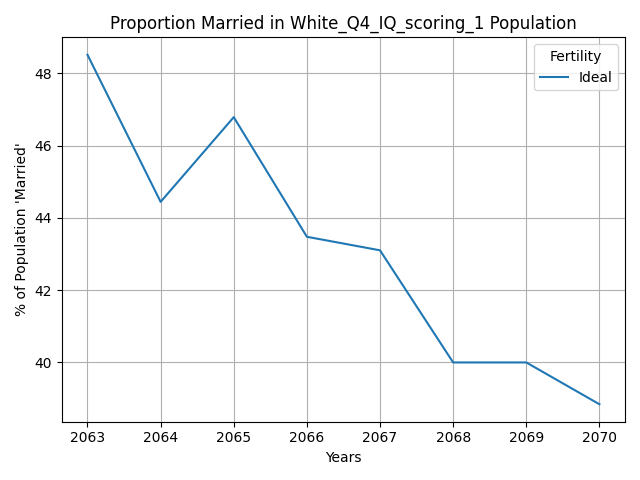 Proportion Married in White_Q4_IQ_scoring_1 Population
Fertility
Ideal
% of Population 'Married'
48
46
44
42
40
2063 2064 2065 2066 2067 2068 2069 2070
Years